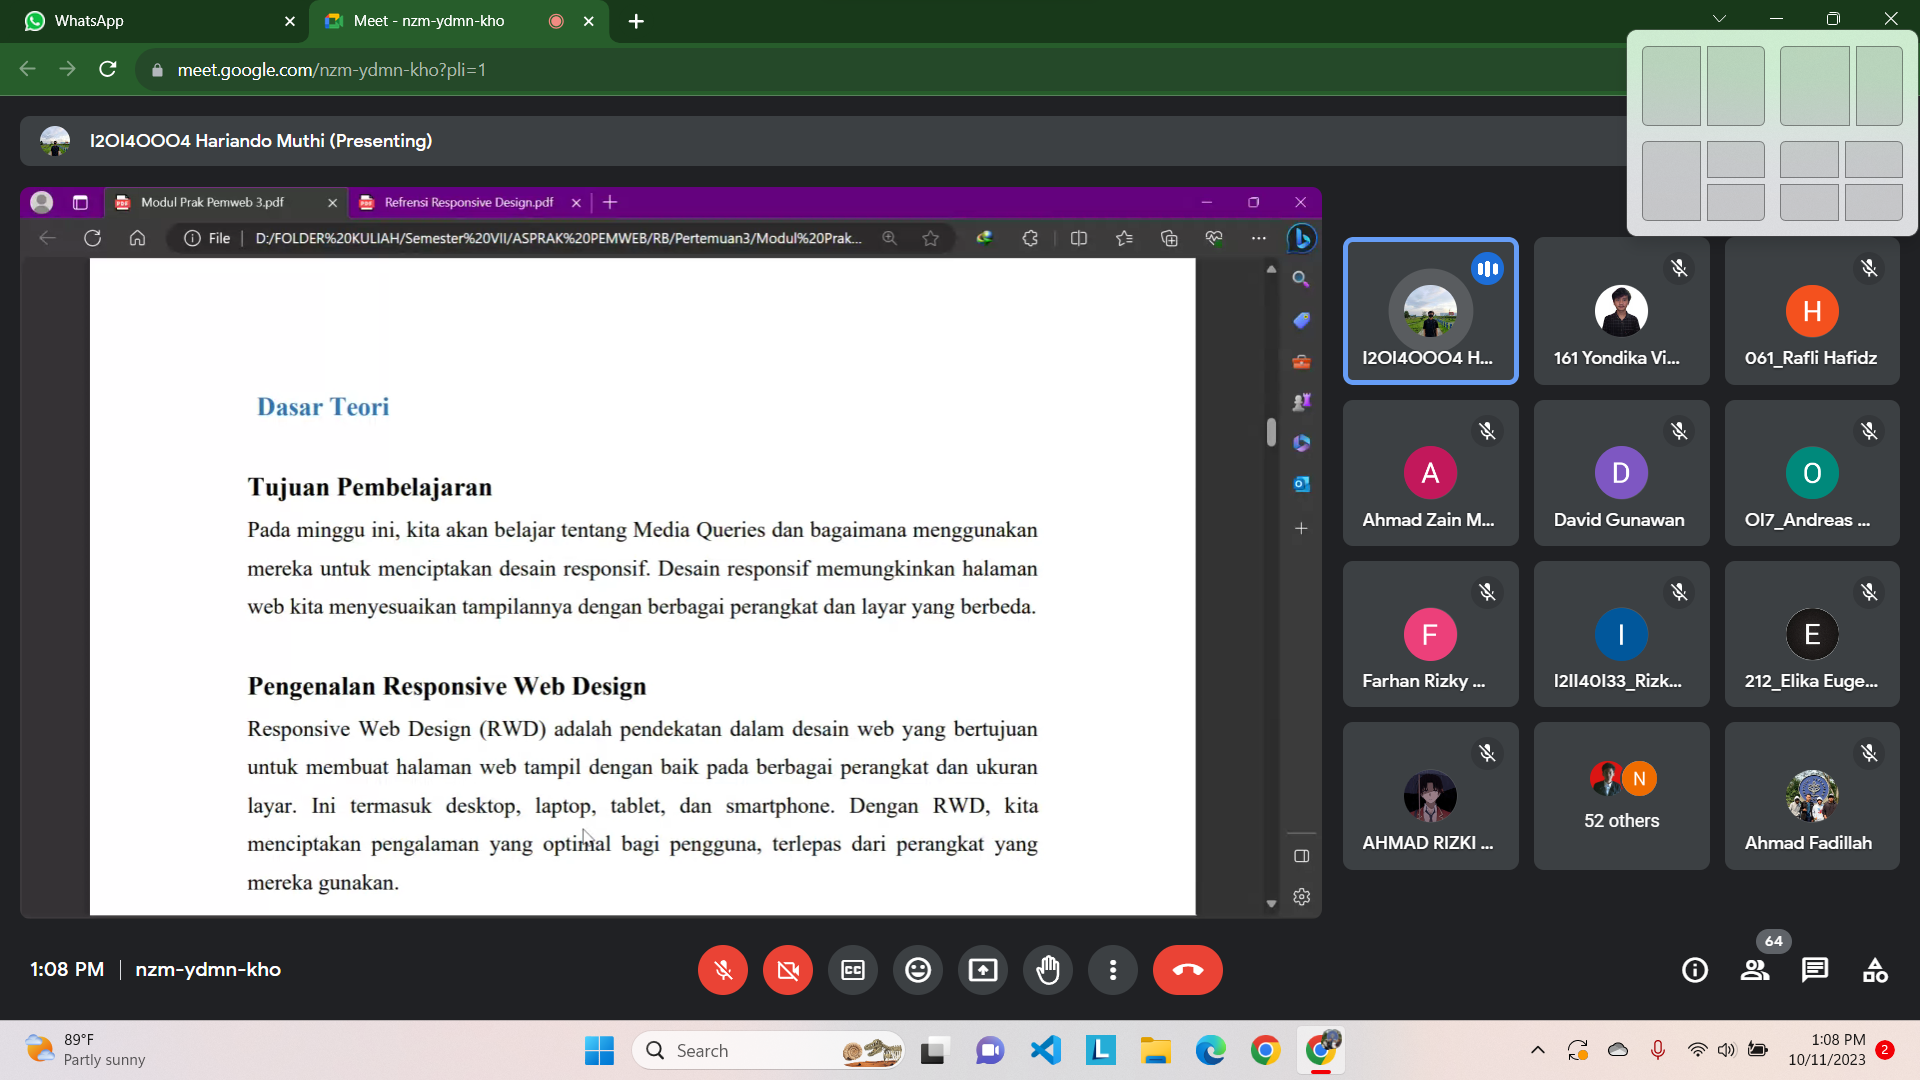 WhatsApp
Meet - nzm-ydmn-kho
meet.google.com/nzm-ydmn-kho?pli=1
I2OI4OOO4 Hariando Muthi (Presenting)
Modul Prak Pemweb 3.pdf
Refrensi Responsive Design.pdf
File
D:/FOLDER%20KULIAH/Semester%20VII/ASPRAK%20PEMWEB/RB/Pertemuan3/Modul%20Prak...
Dasar Teori
Tujuan Pembelajaran
Pada minggu ini, kita akan belajar tentang Media Queries dan bagaimana menggunakan
mereka untuk menciptakan desain responsif. Desain responsif memungkinkan halaman
web kita menyesuaikan tampilannya dengan berbagai perangkat dan layar yang berbeda.
Pengenalan Responsive Web Design
Responsive Web Design (RWD) adalah pendekatan dalam desain web yang bertujuan
untuk membuat halaman web tampil dengan baik pada berbagai perangkat dan ukuran
layar. Ini termasuk desktop, laptop, tablet, dan smartphone. Dengan RWD, kita
menciptakan pengalaman yang optimal bagi pengguna, terlepas dari perangkat yang
mereka gunakan.
I2OI4OOO4 H...
161 Yondika Vi...
H
061_Rafli Hafidz
A
Ahmad Zain M...
D
David Gunawan
O
OI7_Andreas ...
F
Farhan Rizky ...
I
I2II40I33_Rizk...
E
212_Elika Euge...
AHMAD RIZKI ...
N
52 others
Ahmad Fadillah
1:08 PM
nzm-ydmn-kho
64
89°F
Partly sunny
Search
1:08 PM
10/11/2023
2